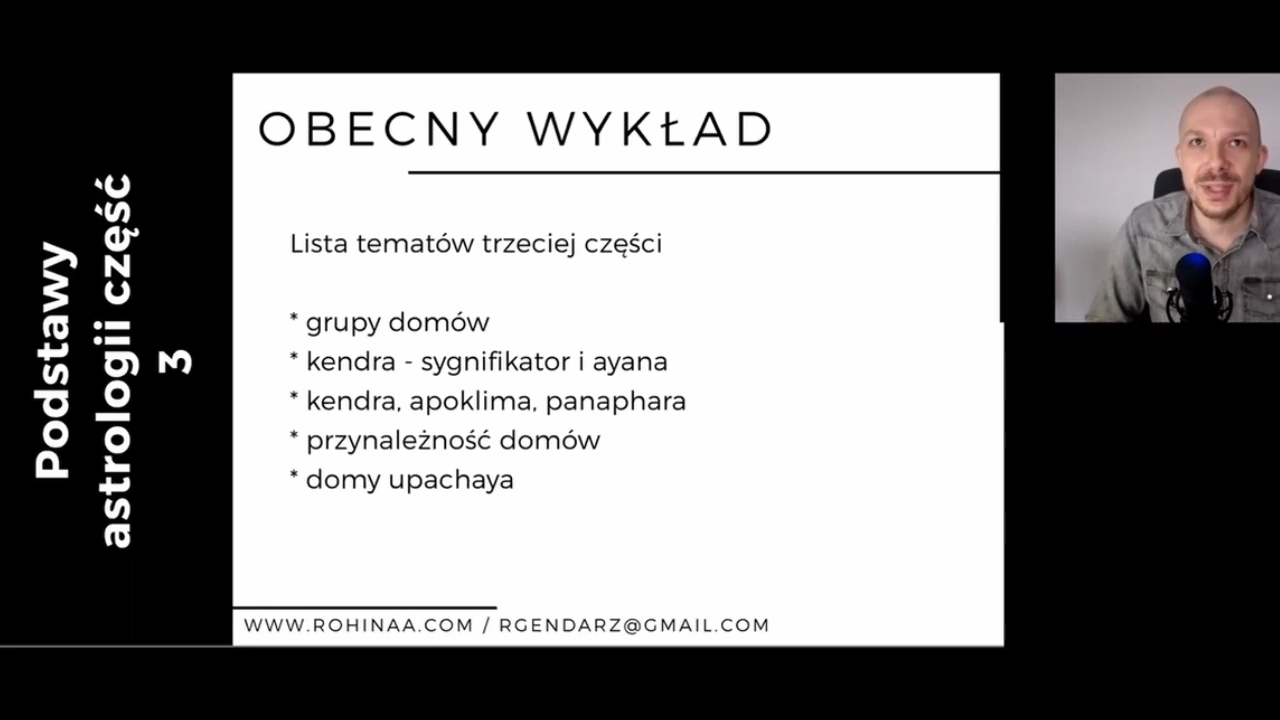 Podstawy
astrologii część
3
OBECNY WYKŁAD
Lista tematów trzeciej części
* grupy domów
* kendra - sygnifikator i ayana
* kendra, apoklima, panaphara
* przynależność domów
* domy upachaya
WWW.ROHINAA.COM / RGENDARZ@GMAIL.COM